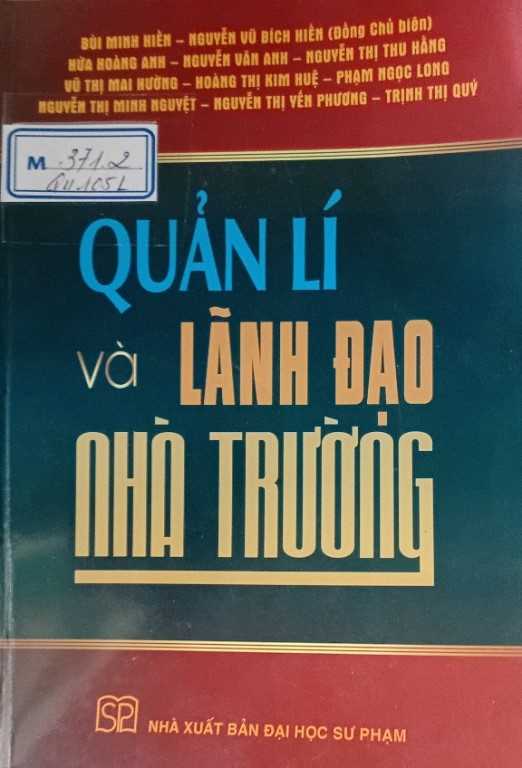 BÙI MINH HIỀN – NGUYỄN VŨ BÍCH HIỀN (Đồng Chủ biên)
HỨA HOÀNG ANH – NGUYỄN VÂN ANH – NGUYỄN THỊ THU HẰNG
VŨ THỊ MAI HƯỜNG – HOÀNG THỊ KIM HUỆ – PHẠM NGỌC LONG
NGUYỄN THỊ MINH NGUYỆT – NGUYỄN THỊ YẾN PHƯƠNG – TRỊNH THỊ QUÝ
M 371.2
QU.105L
QUẢN LÍ
và LÃNH ĐẠO
NHÀ TRƯỜNG
SP NHÀ XUẤT BẢN ĐẠI HỌC SƯ PHẠM